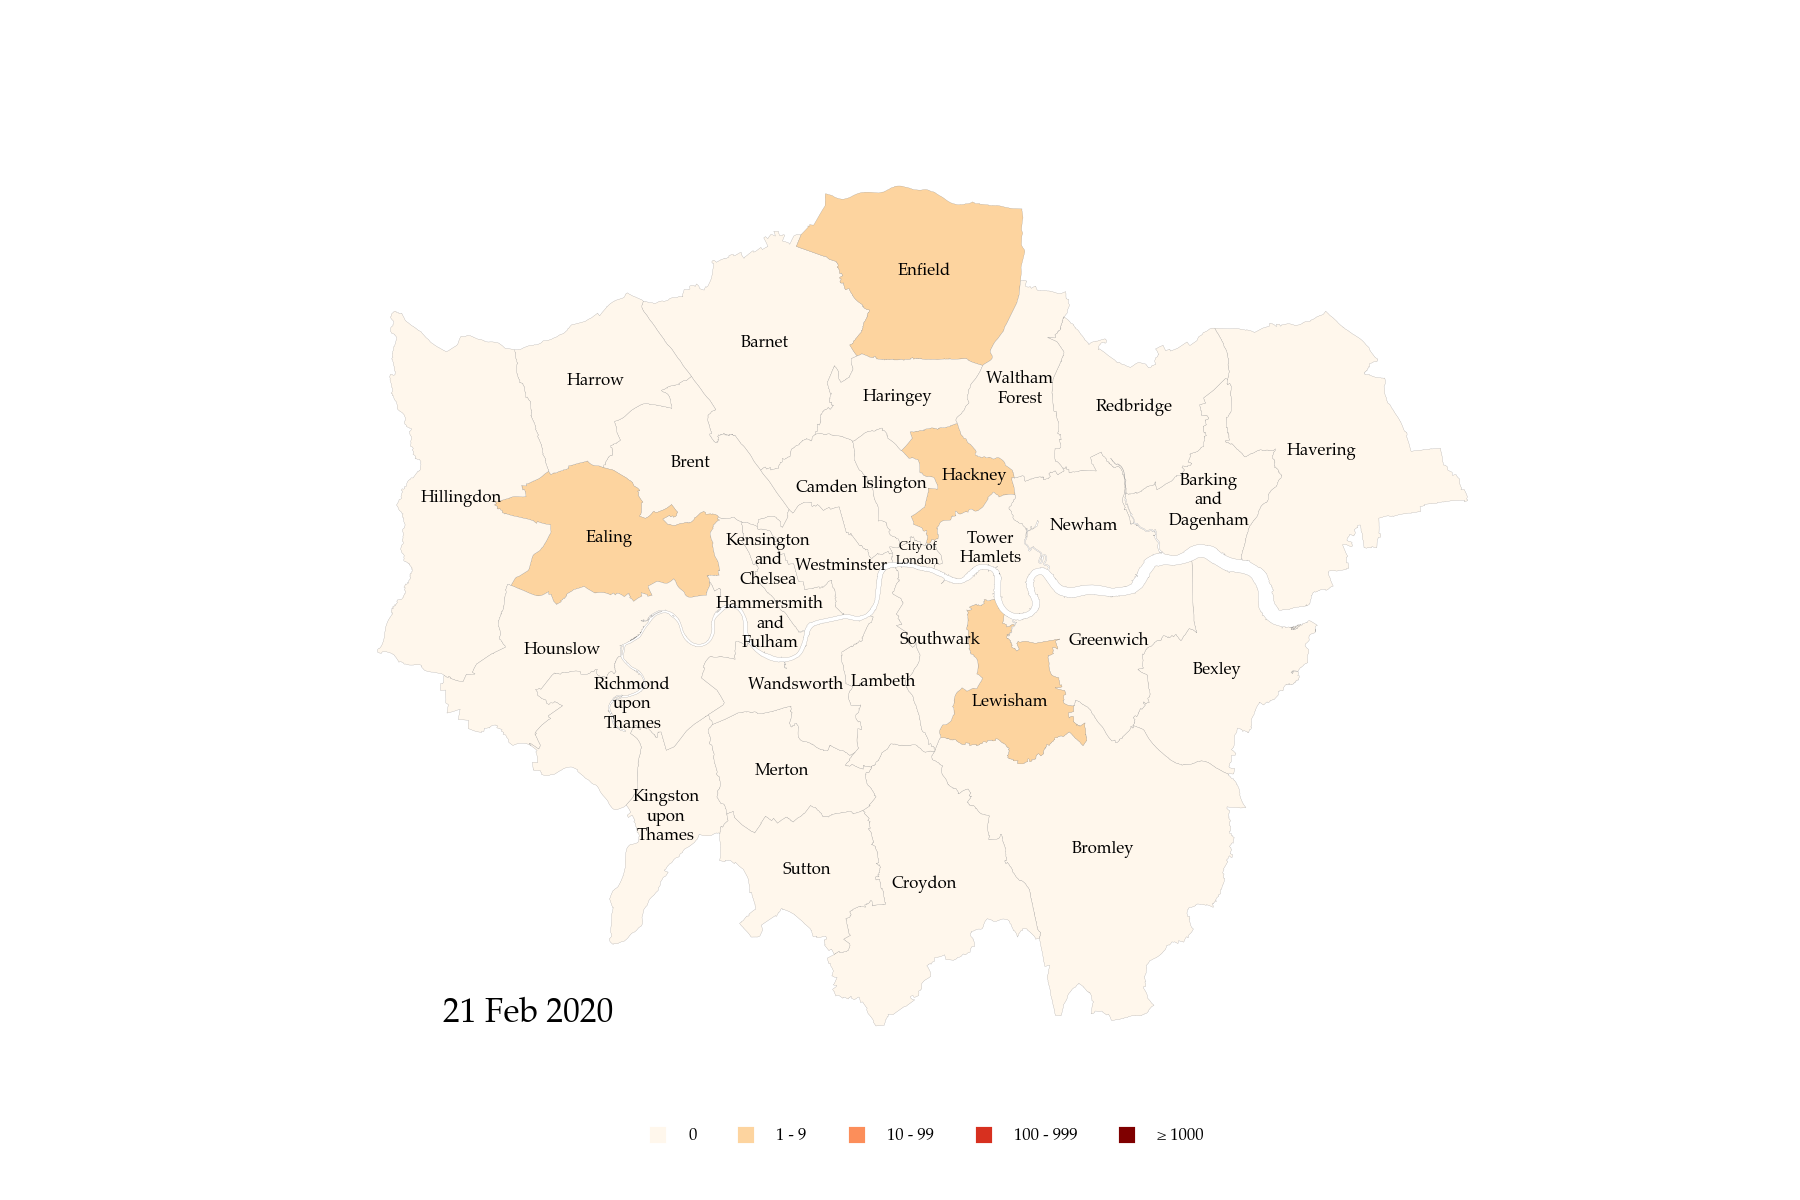 Enfield
Barnet
Harrow
Haringey
Waltham
Forest
Redbridge
Havering
Brent
Hackney
Barking
and
Dagenham
Hillingdon
Camden
Islington
Newham
Ealing
Kensington
and
Chelsea
Westminster
City of
London
Tower
Hamlets
Hammersmith
and
Fulham
Hounslow
Southwark
Greenwich
Bexley
Richmond
upon
Thames
Wandsworth
Lambeth
Lewisham
Merton
Kingston
upon
Thames
Bromley
Sutton
Croydon
21 Feb 2020
0
1 - 9
10 - 99
100 - 999
≥ 1000